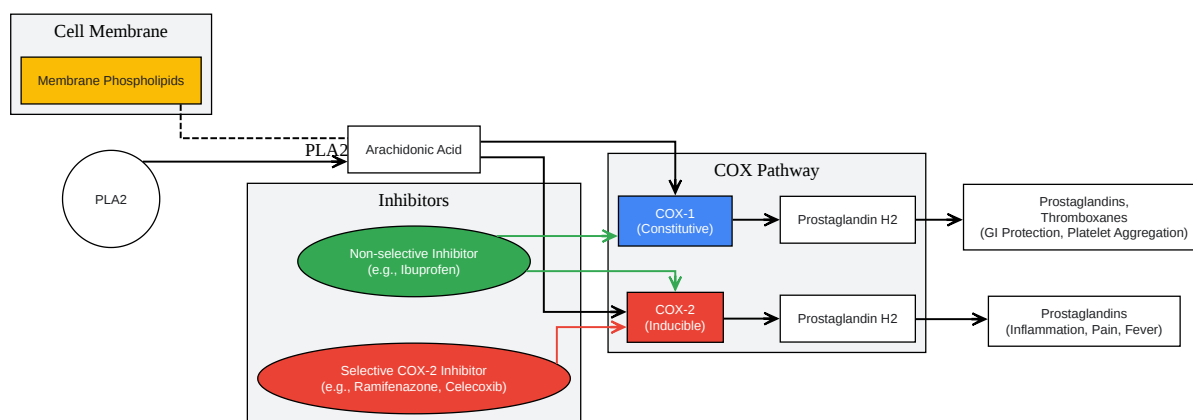 Cell Membrane
Membrane Phospholipids
PLA2
PLA2
Arachidonic Acid
Inhibitors
Non-selective Inhibitor
(e.g., Ibuprofen)
Selective COX-2 Inhibitor
(e.g., Ramifenazone, Celecoxib)
COX Pathway
COX-1
(Constitutive)
Prostaglandin H2
COX-2
(Inducible)
Prostaglandin H2
Prostaglandins,
Thromboxanes
(GI Protection, Platelet Aggregation)
Prostaglandins
(Inflammation, Pain, Fever)